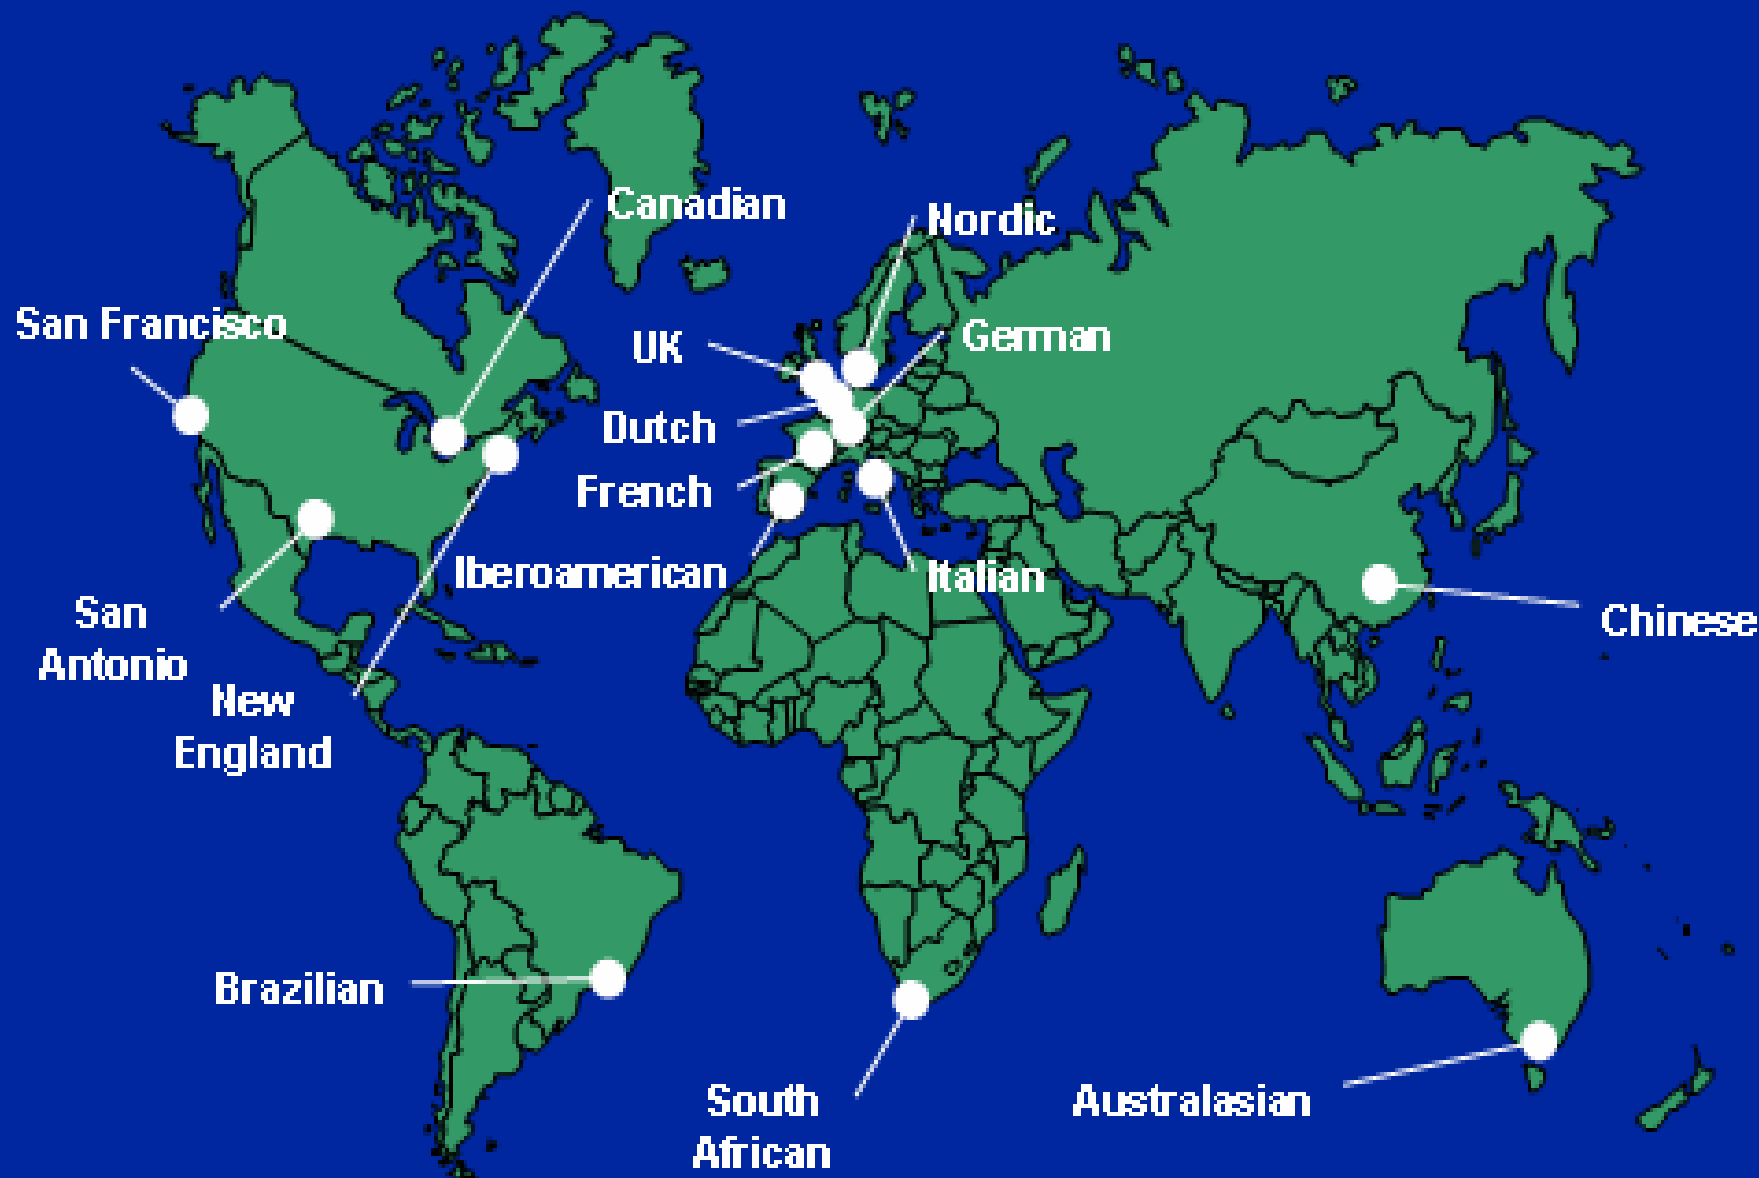 Canadian
Nordic
San Francisco
UK
German
Dutch
French
Iberoamerican
Italian
San
Antonio
Chinese
New
England
Brazilian
South
African
Australasian